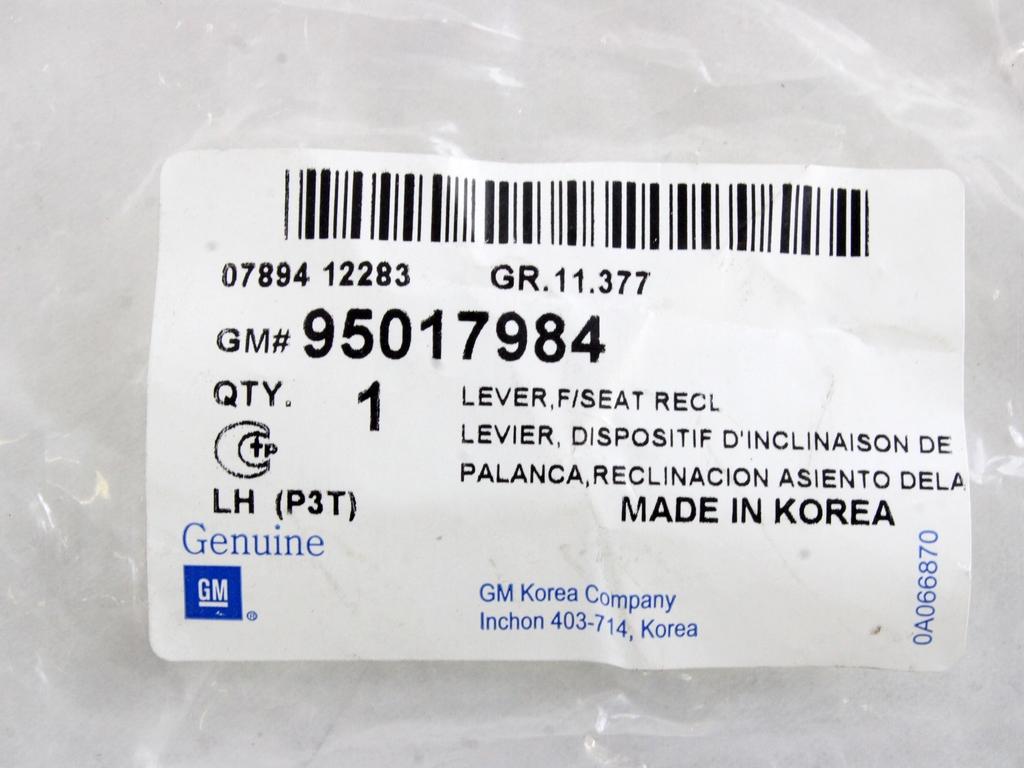 07894 12283 GR.11.377
GM# 95017984
QTY. 1 LEVER,F/SEAT RECL
LEVIER, DISPOSITIF D'INCLINAISON DE
PALANCA,RECLINACION ASIENTO DELA
LH (P3T) MADE IN KOREA
Genuine
GM ®
GM Korea Company
Inchon 403-714, Korea
0A066870